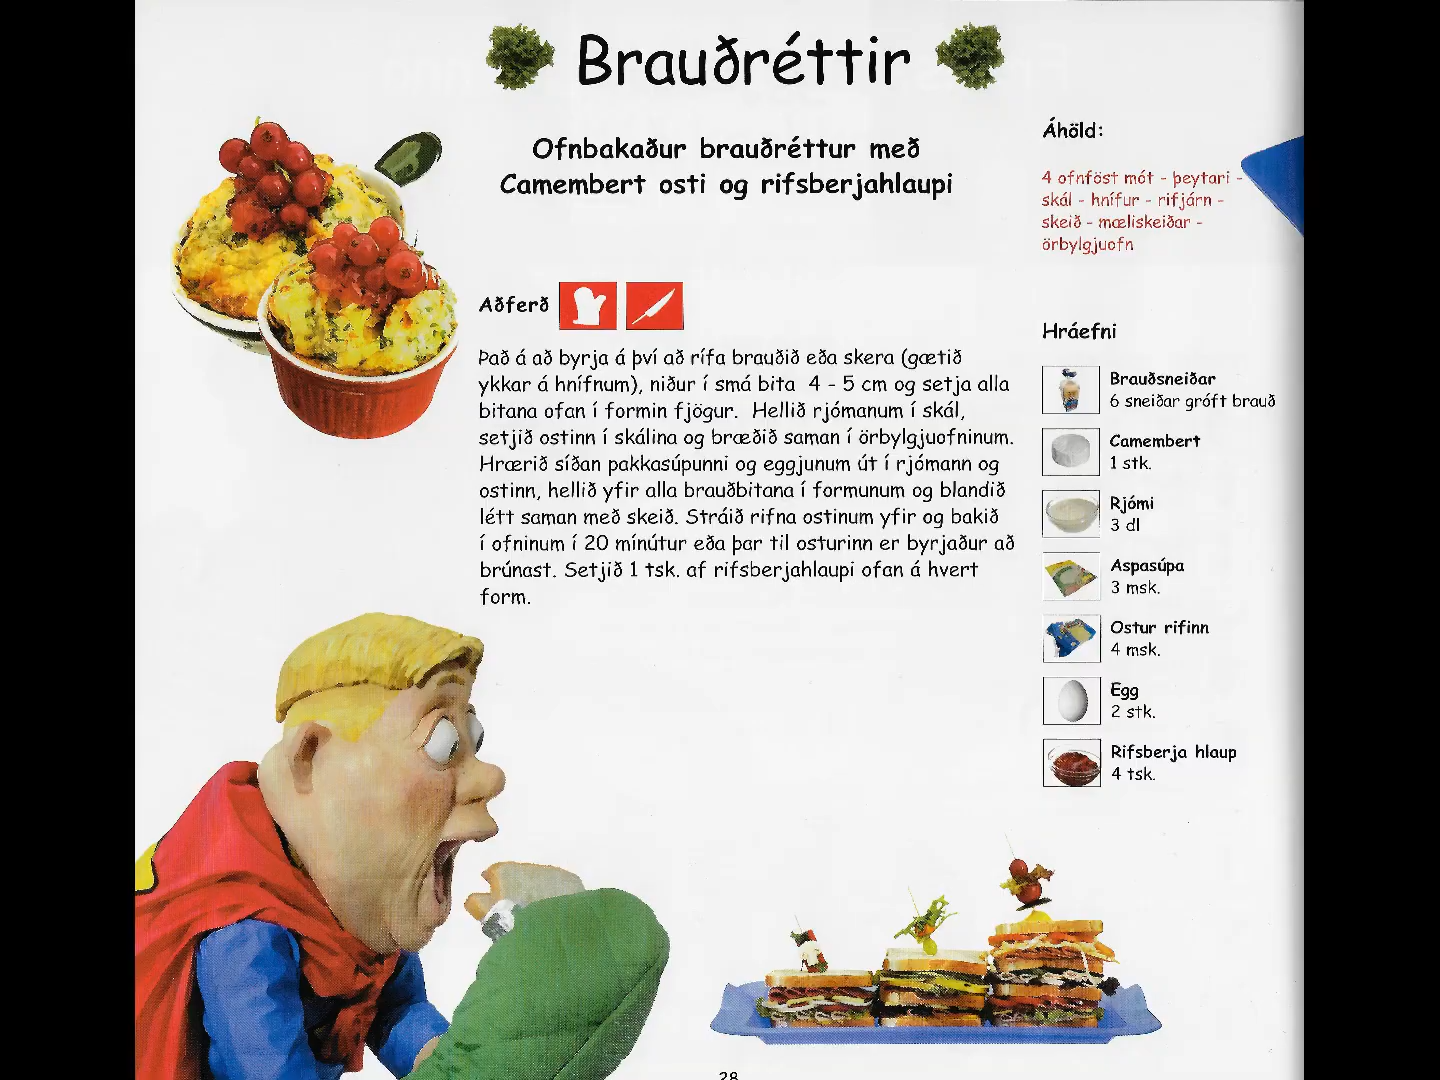 Brauðréttir
Ofnbakaður brauðréttur með
Camembert osti og rifsberjahlaupi
Aðferð
Það á að byrja á því að rífa brauðið eða skera (gætið
ykkar á hnífnum), niður í smá bita 4 - 5 cm og setja alla
bitana ofan í formin fjögur. Hellið rjómanum í skál,
setjið ostinn í skálina og bræðið saman í örbylgjuofninum.
Hrærið síðan pakkasúpunni og eggjunum út í rjómann og
ostinn, hellið yfir alla brauðbitana í formunum og blandið
létt saman með skeið. Stráið rifna ostinum yfir og bakið
í ofninum í 20 mínútur eða þar til osturinn er byrjaður að
brúnast. Setjið 1 tsk. af rifsberjahlaupi ofan á hvert
form.
Áhöld:
4 ofnföst mót - þeytari -
skál - hnífur - rifjárn -
skeið - mæliskeiðar -
örbylgjuofn
Hráefni
Brauðsneiðar
6 sneiðar gróft brauð
Camembert
1 stk.
Rjómi
3 dl
Aspasúpa
3 msk.
Ostur rifinn
4 msk.
Egg
2 stk.
Rifsberja hlaup
4 tsk.
28